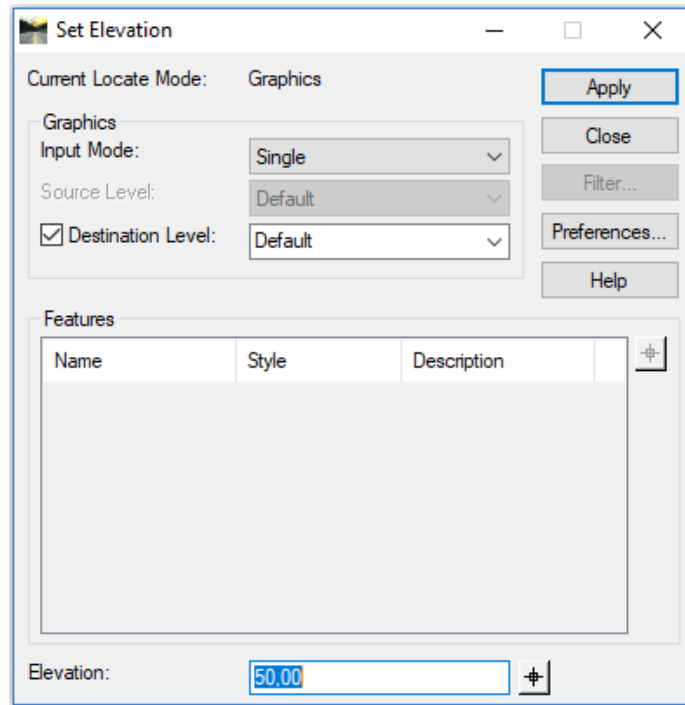 Set Elevation
Current Locate Mode: Graphics
Apply
Graphics
Close
Input Mode: Single
Filter...
Source Level: Default
Destination Level: Default
Preferences...
Help
Features
Name Style Description
Elevation: 50,00